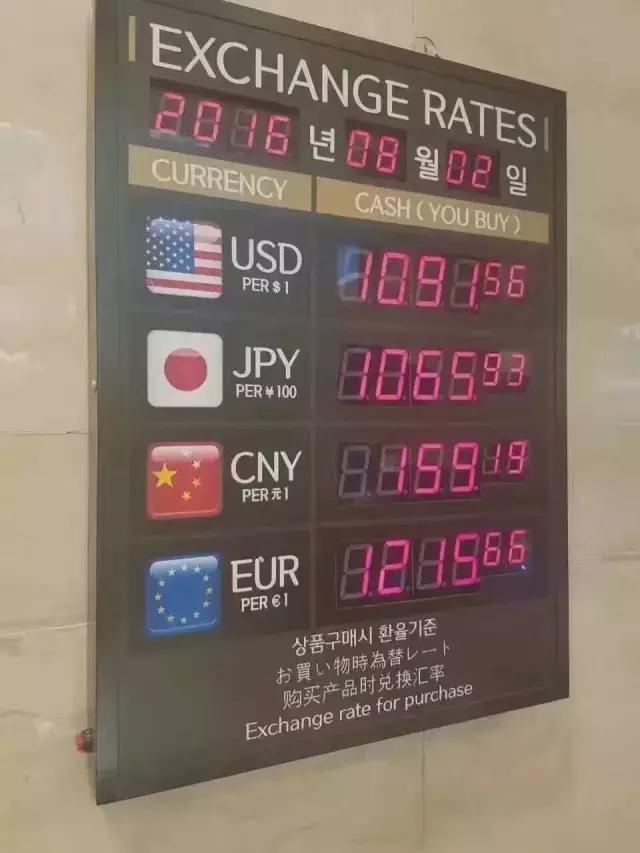 EXCHANGE RATES
2016 년 08 월 02 일
CURRENCY CASH ( YOU BUY )
USD 1091.56
PER $ 1
JPY 1065.93
PER ¥ 100
CNY 159.19
PER 元 1
EUR 1215.66
PER € 1
상품구매시 환율기준
お買い物時為替レート
购买产品时兑换汇率
Exchange rate for purchase